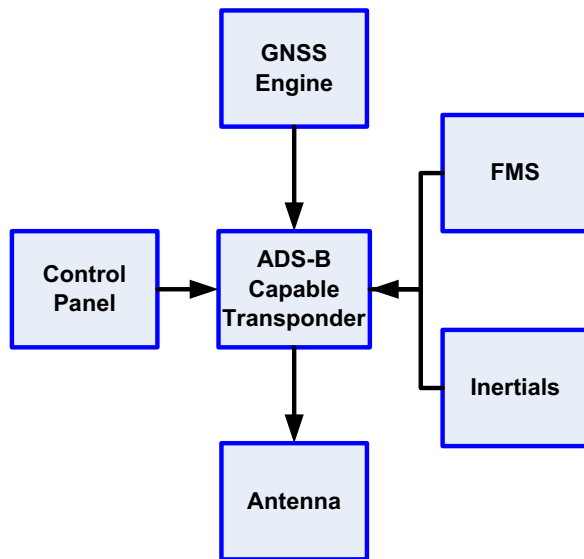 GNSS
Engine
FMS
Control
Panel
ADS-B
Capable
Transponder
Inertials
Antenna